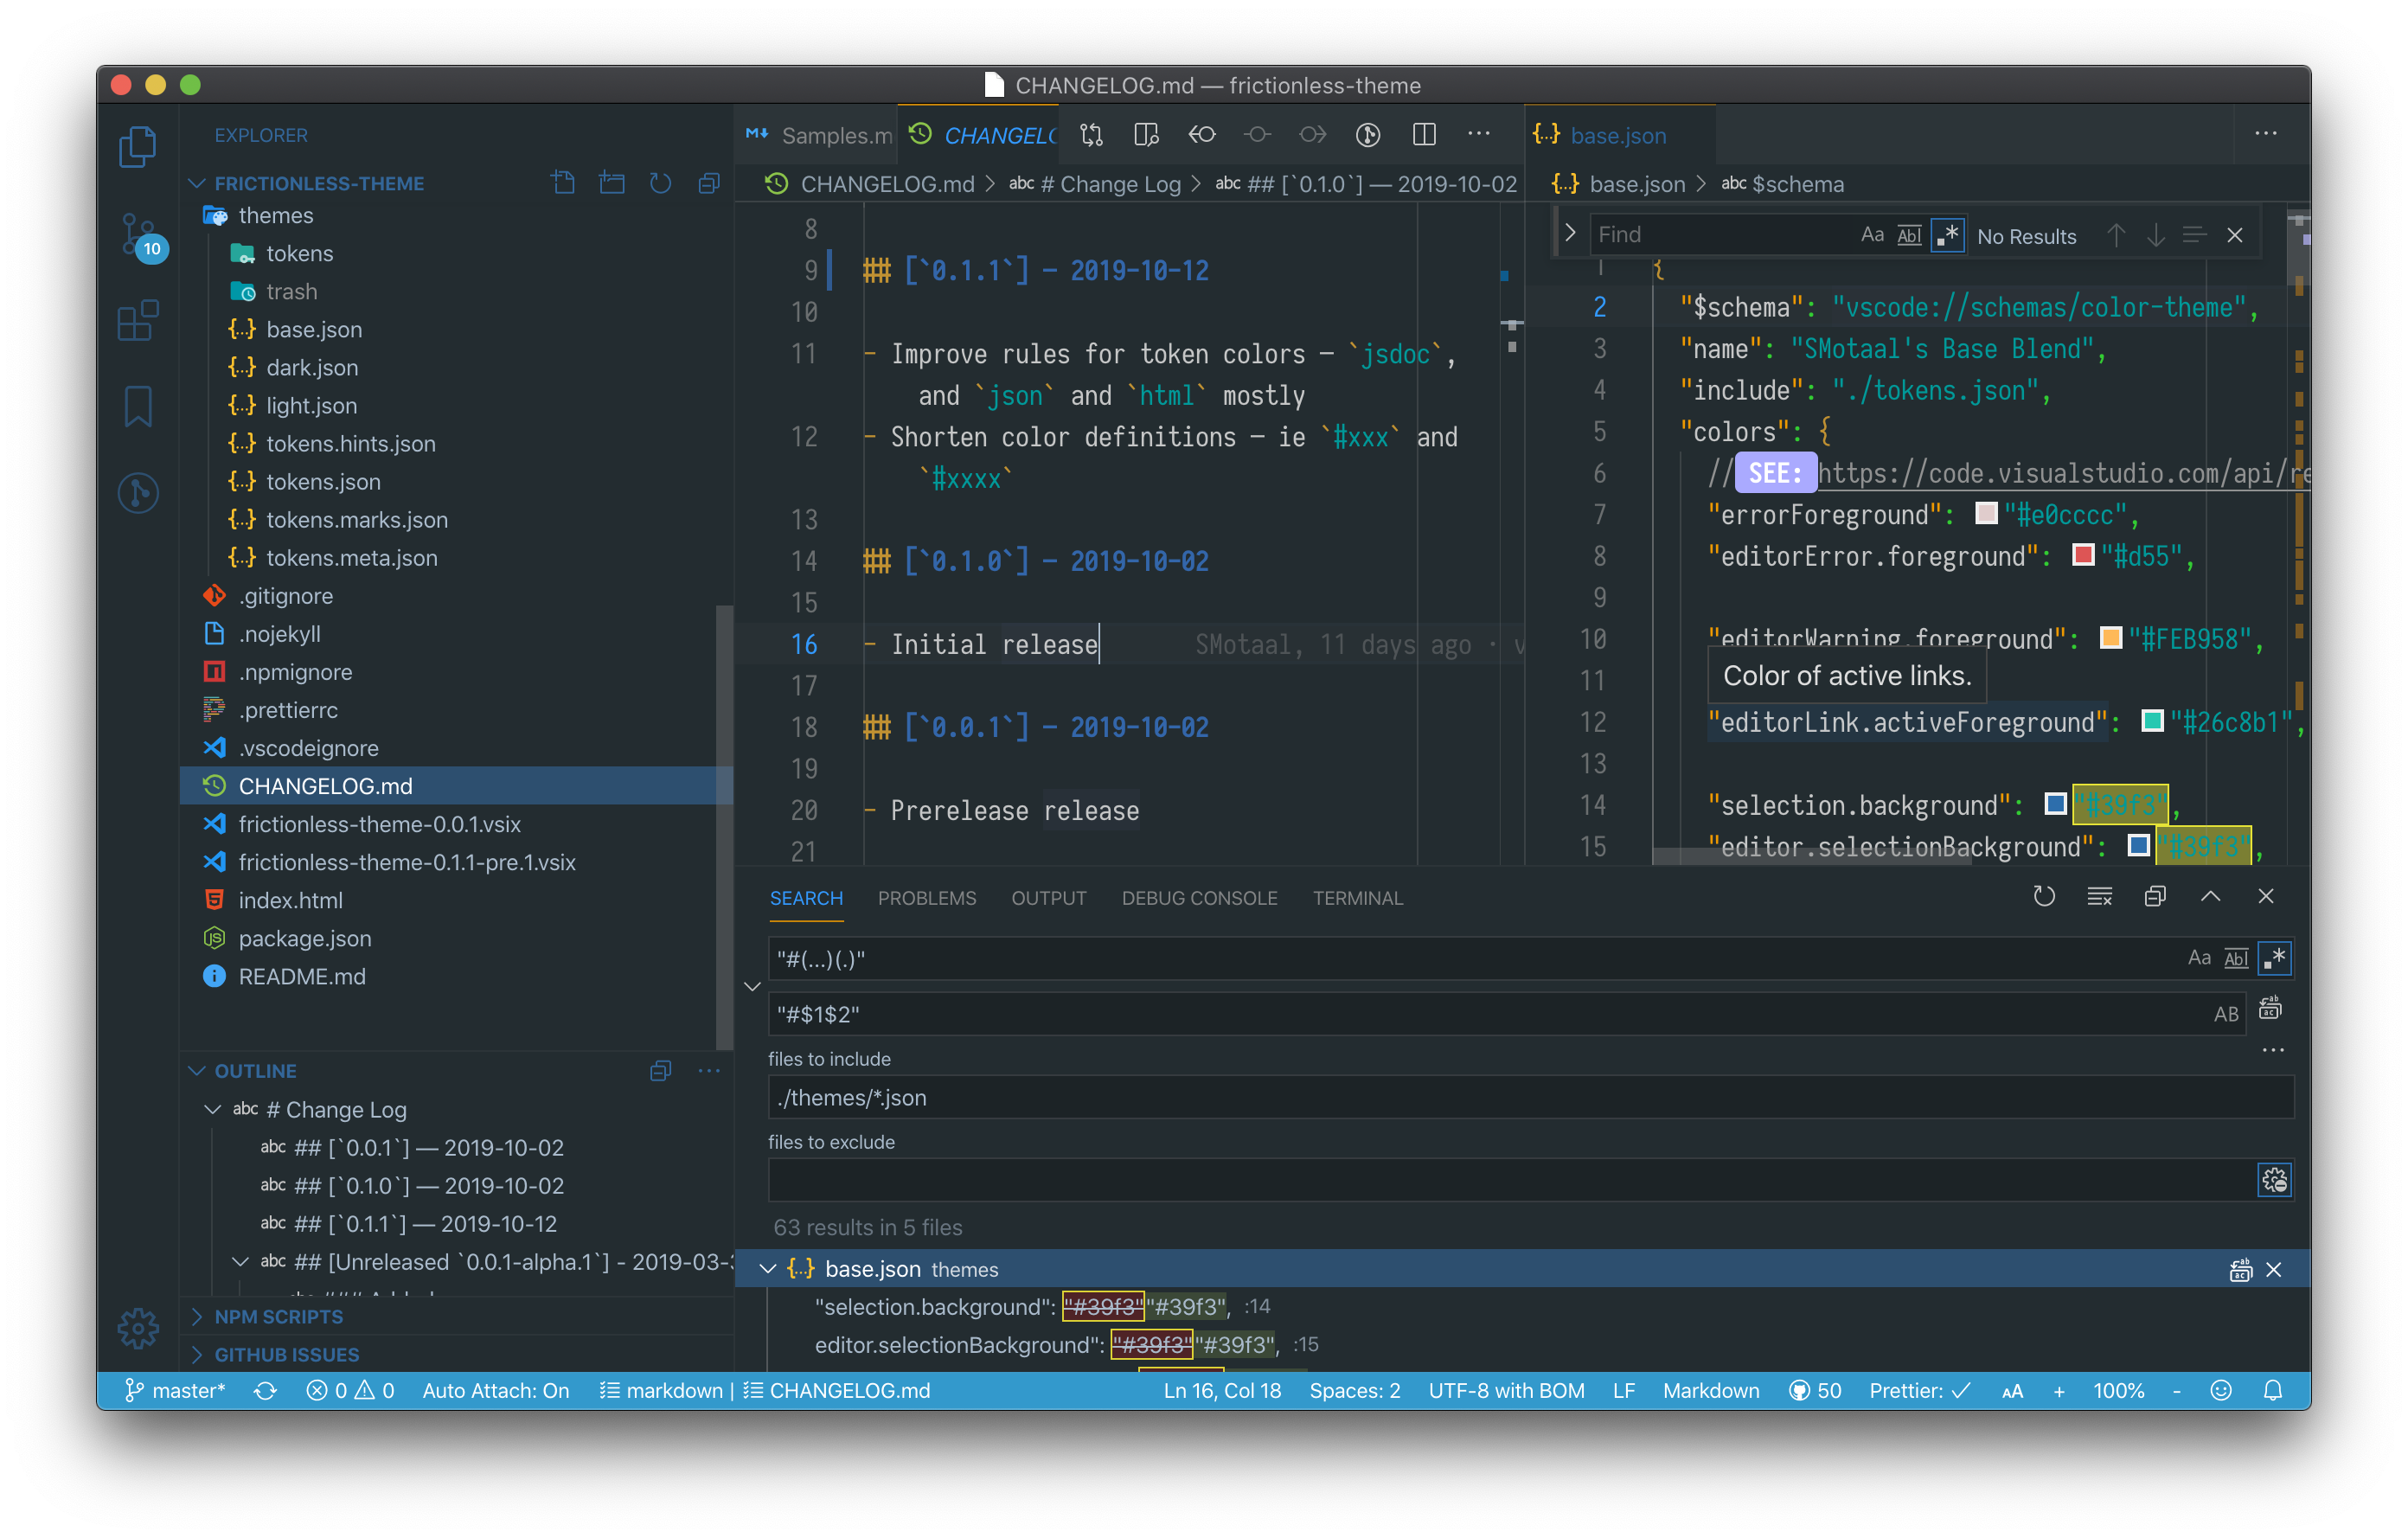 CHANGELOG.md — frictionless-theme
EXPLORER
FRICTIONLESS-THEME
themes
tokens
trash
base.json
dark.json
light.json
tokens.hints.json
tokens.json
tokens.marks.json
tokens.meta.json
.gitignore
.nojekyll
.npmignore
.prettierrc
.vscodeignore
CHANGELOG.md
frictionless-theme-0.0.1.vsix
frictionless-theme-0.1.1-pre.1.vsix
index.html
package.json
README.md
10
OUTLINE
abc # Change Log
abc ## [`0.0.1`] — 2019-10-02
abc ## [`0.1.0`] — 2019-10-02
abc ## [`0.1.1`] — 2019-10-12
abc ## [Unreleased `0.0.1-alpha.1`] - 2019-03-
NPM SCRIPTS
GITHUB ISSUES
Samples.m
CHANGELO
CHANGELOG.md > abc # Change Log > abc ## [`0.1.0`] — 2019-10-02
8
9 ## [`0.1.1`] — 2019-10-12
10
11 - Improve rules for token colors — `jsdoc`,
and `json` and `html` mostly
12 - Shorten color definitions — ie `#xxx` and
`#xxxx`
13
14 ## [`0.1.0`] — 2019-10-02
15
16 - Initial release SMotaal, 11 days ago · v
17
18 ## [`0.0.1`] — 2019-10-02
19
20 - Prerelease release
21
{...} base.json
{...} base.json > abc $schema
Find Aa Abl .* No Results
1 {
2 "$schema": "vscode://schemas/color-theme",
3 "name": "SMotaal's Base Blend",
4 "include": "./tokens.json",
5 "colors": {
6 // SEE: https://code.visualstudio.com/api/re
7 "errorForeground": "#e0cccc",
8 "editorError.foreground": "#d55",
9
10 "editorWarning.foreground": "#FEB958",
11 Color of active links.
12 "editorLink.activeForeground": "#26c8b1",
13
14 "selection.background": "#39f3",
15 "editor.selectionBackground": "#39f3",
SEARCH PROBLEMS OUTPUT DEBUG CONSOLE TERMINAL
"#(...)(.)" Aa Abl .*
"#$1$2" AB
files to include
./themes/*.json
files to exclude
63 results in 5 files
{...} base.json themes
"selection.background": "#39f3""#39f3", :14
editor.selectionBackground": "#39f3""#39f3", :15
master* 0 0 Auto Attach: On markdown | CHANGELOG.md Ln 16, Col 18 Spaces: 2 UTF-8 with BOM LF Markdown 50 Prettier: ✓ AA + 100% -